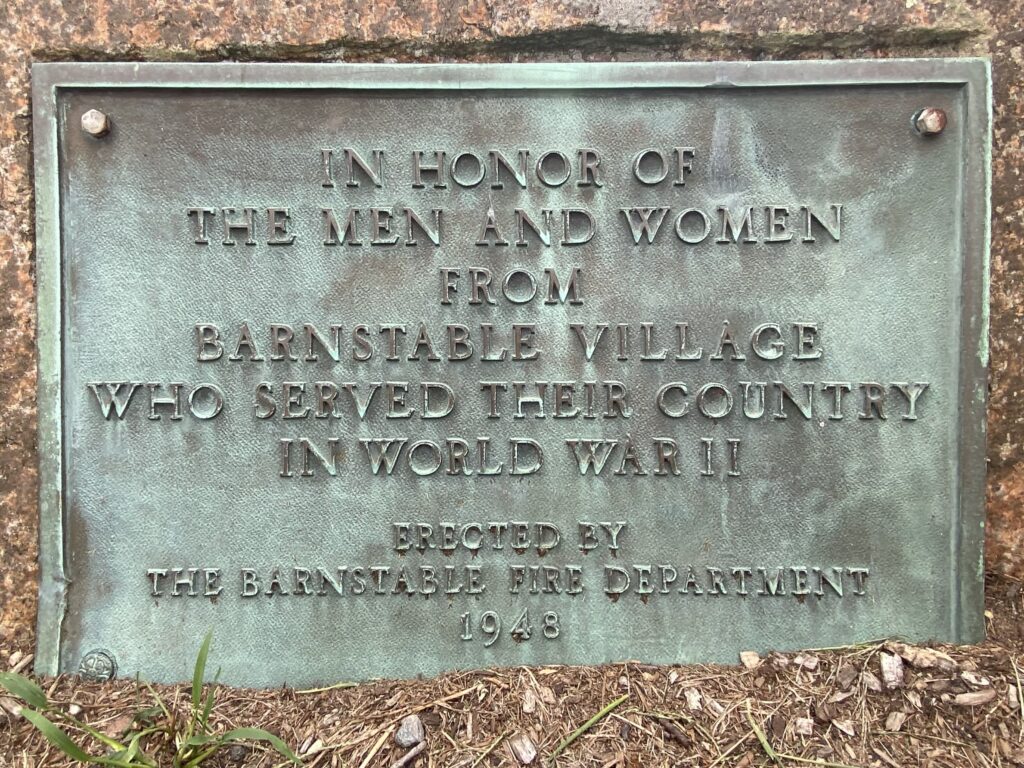 IN HONOR OF
THE MEN AND WOMEN
FROM
BARNSTABLE VILLAGE
WHO SERVED THEIR COUNTRY
IN WORLD WAR II
ERECTED BY
THE BARNSTABLE FIRE DEPARTMENT
1948